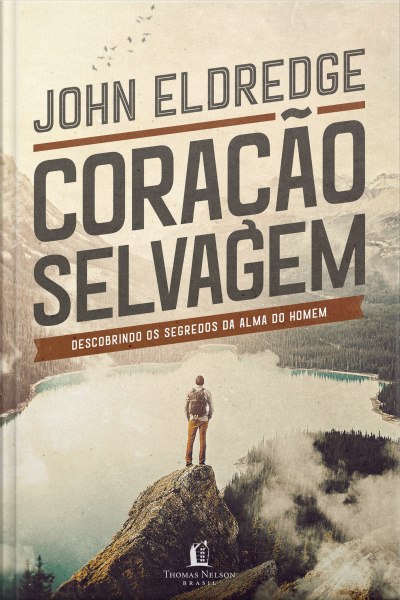 JOHN ELDREDGE
CORAÇÃO
SELVAGEM
DESCOBRINDO OS SEGREDOS DA ALMA DO HOMEM
THOMAS NELSON
BRASIL